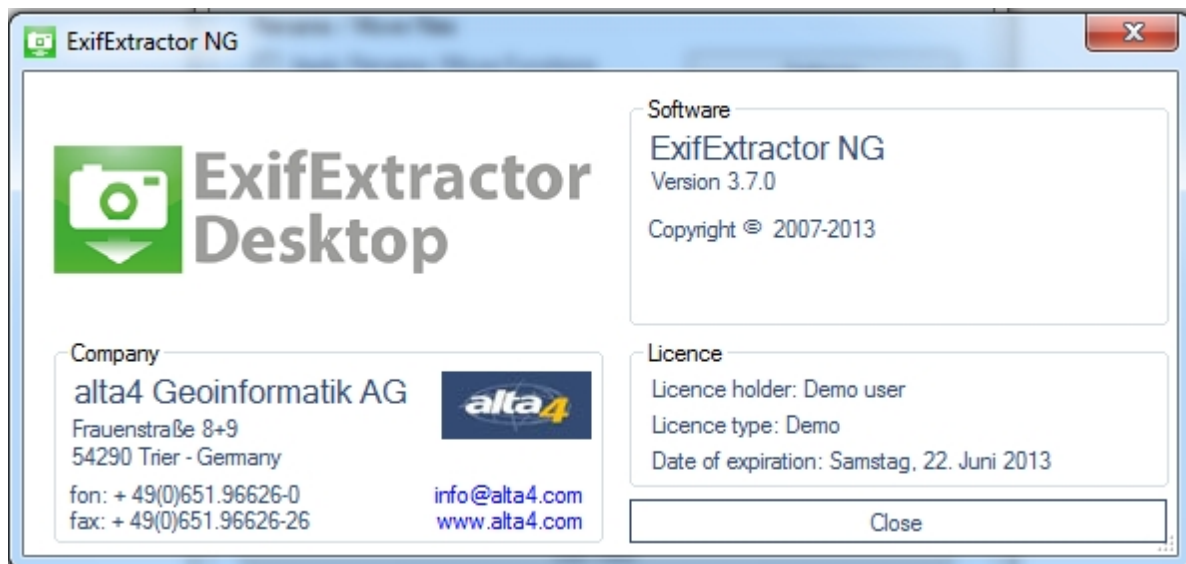 ExifExtractor NG
ExifExtractor
Desktop
Software
ExifExtractor NG
Version 3.7.0
Copyright © 2007-2013
Company
alta4 Geoinformatik AG
alta4
Frauenstraße 8+9
54290 Trier - Germany
fon: + 49(0)651.96626-0
info@alta4.com
fax: + 49(0)651.96626-26
www.alta4.com
Licence
Licence holder: Demo user
Licence type: Demo
Date of expiration: Samstag, 22. Juni 2013
Close